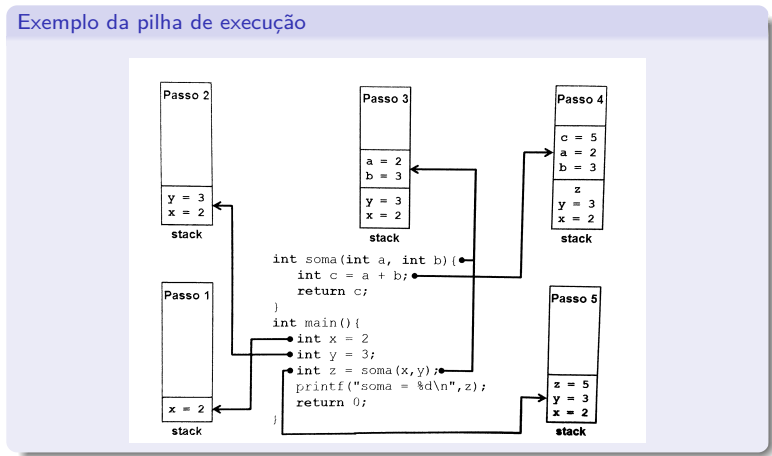 Exemplo da pilha de execução
Passo 2
y = 3
x = 2
stack
Passo 3
a = 2
b = 3
y = 3
x = 2
stack
Passo 4
c = 5
a = 2
b = 3
z
y = 3
x = 2
stack
int soma(int a, int b){
int c = a + b;
return c;
}
int main(){
int x = 2
int y = 3;
int z = soma(x,y);
printf("soma = %d\n",z);
return 0;
}
Passo 1
x = 2
stack
Passo 5
z = 5
y = 3
x = 2
stack